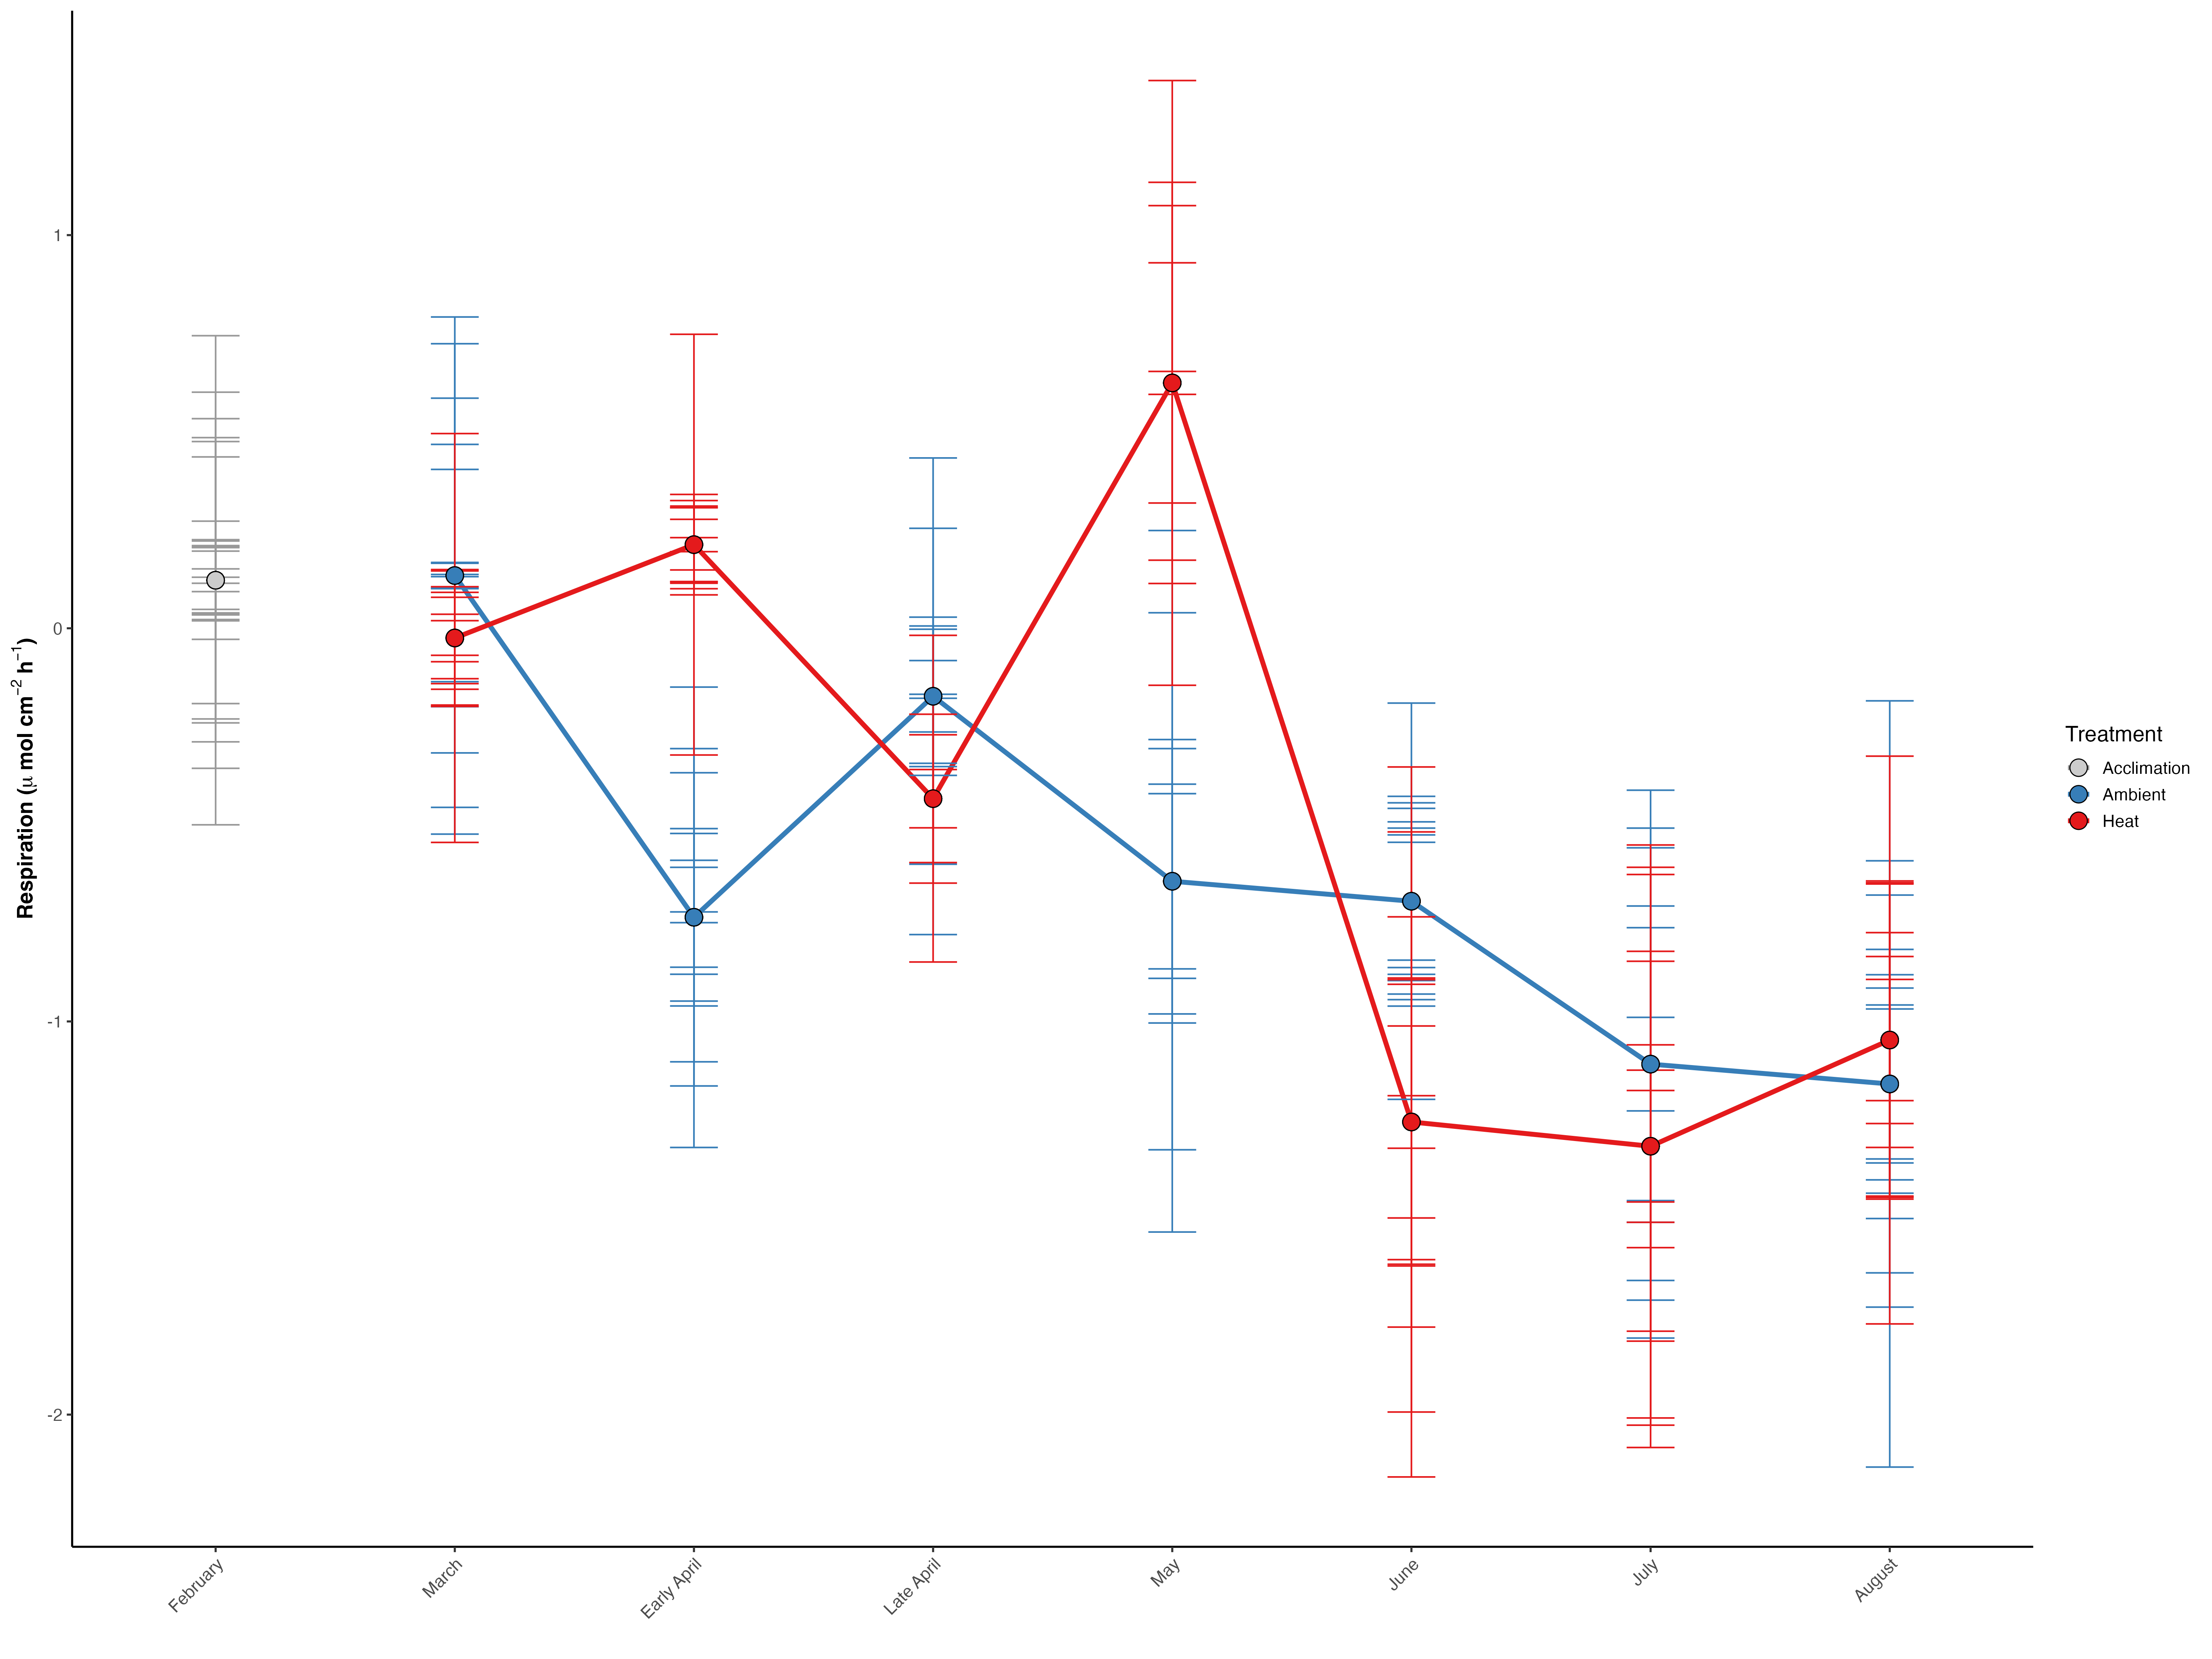 Respiration (μ mol cm⁻² h⁻¹)
1
0
-1
-2
February
March
Early April
Late April
May
June
July
August
Treatment
Acclimation
Ambient
Heat